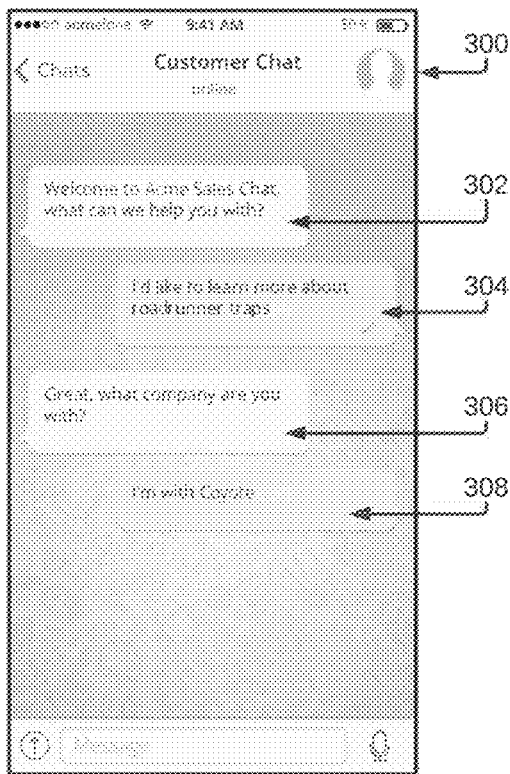 9:41 AM
Chats
Customer Chat
online
300
Welcome to Acme Sales Chat,
what can we help you with?
302
I'd like to learn more about
roadrunner traps
304
Great, what company are you
with?
306
I'm with Coyote
308
Message